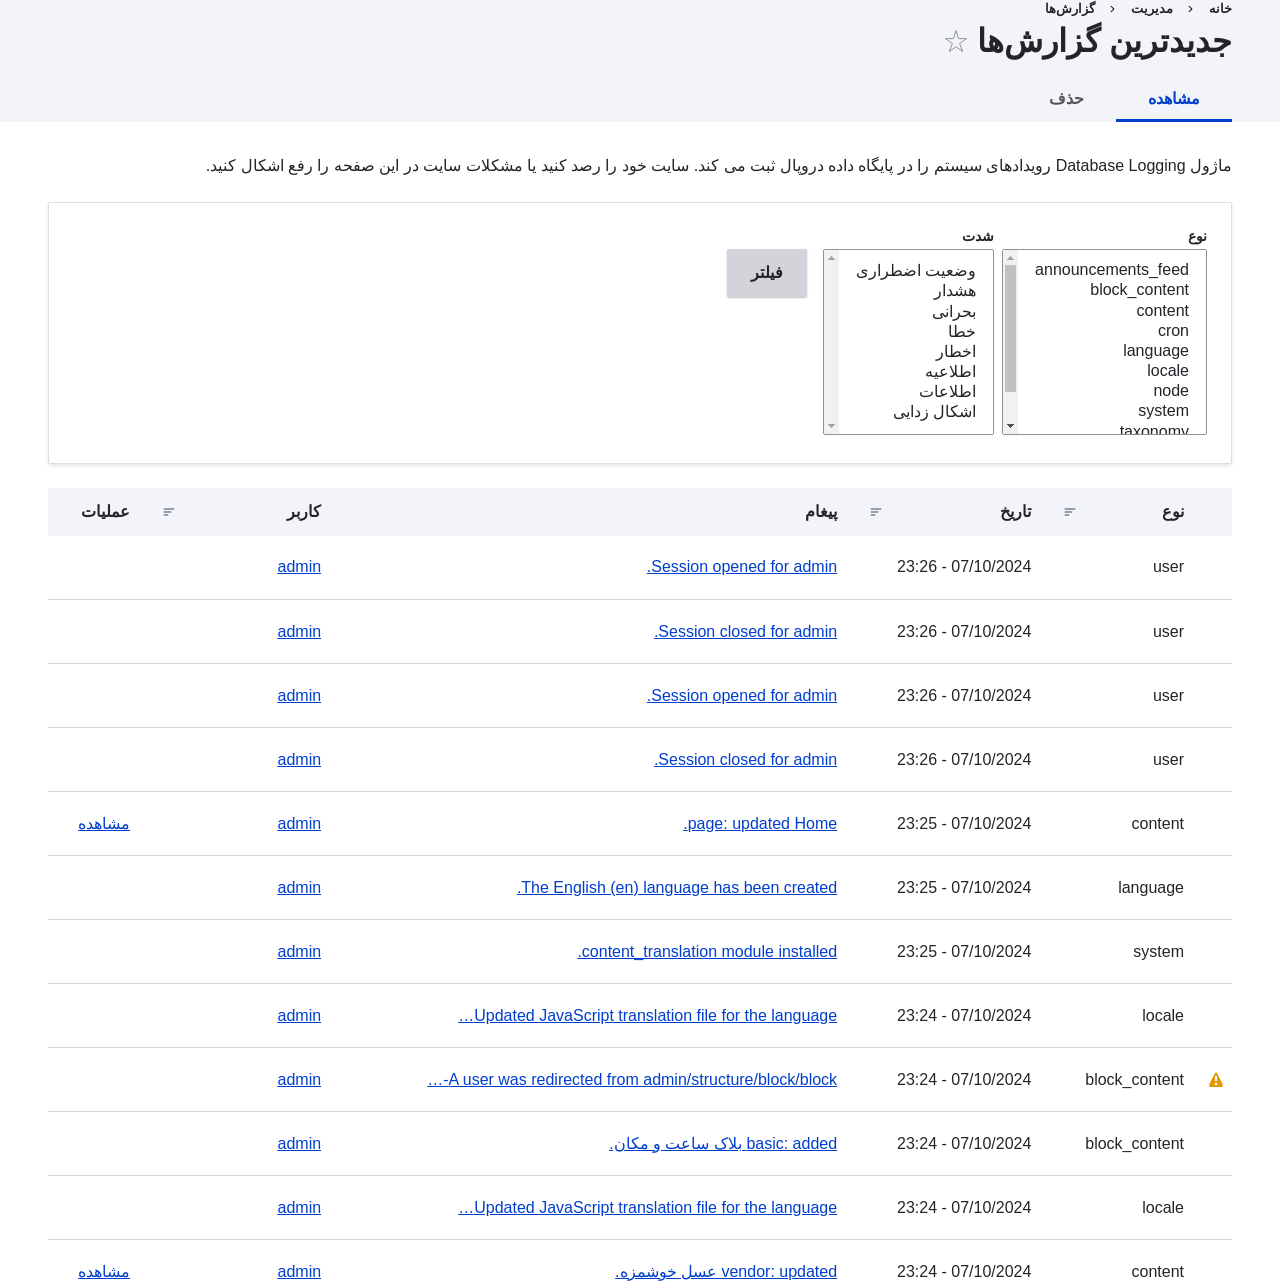 خانه › مدیریت › گزارش‌ها
جدیدترین گزارش‌ها ☆
مشاهده حذف
ماژول Database Logging رویدادهای سیستم را در پایگاه داده دروپال ثبت می کند. سایت خود را رصد کنید یا مشکلات سایت در این صفحه را رفع اشکال کنید.
نوع
announcements_feed
block_content
content
cron
language
locale
node
system
taxonomy
شدت
وضعیت اضطراری
هشدار
بحرانی
خطا
اخطار
اطلاعیه
اطلاعات
اشکال زدایی
فیلتر
نوع تاریخ پیغام کاربر عملیات
user 07/10/2024 - 23:26 Session opened for admin. admin
user 07/10/2024 - 23:26 Session closed for admin. admin
user 07/10/2024 - 23:26 Session opened for admin. admin
user 07/10/2024 - 23:26 Session closed for admin. admin
content 07/10/2024 - 23:25 page: updated Home. admin مشاهده
language 07/10/2024 - 23:25 The English (en) language has been created. admin
system 07/10/2024 - 23:25 content_translation module installed. admin
locale 07/10/2024 - 23:24 Updated JavaScript translation file for the language… admin
block_content 07/10/2024 - 23:24 A user was redirected from admin/structure/block/block-… admin
block_content 07/10/2024 - 23:24 basic: added بلاک ساعت و مکان. admin
locale 07/10/2024 - 23:24 Updated JavaScript translation file for the language… admin
content 07/10/2024 - 23:24 vendor: updated عسل خوشمزه. admin مشاهده